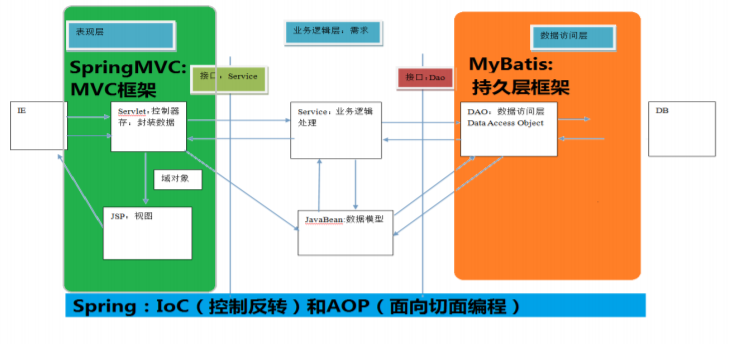 表现层
业务逻辑层：需求
数据访问层
SpringMVC:
MVC框架
接口：Service
接口:Dao
MyBatis:
持久层框架
IE
Servlet:控制器
存，封装数据
Service：业务逻辑
处理
DAO：数据访问层
Data Access Object
DB
域对象
JSP：视图
JavaBean:数据模型
Spring：IoC（控制反转）和AOP（面向切面编程）